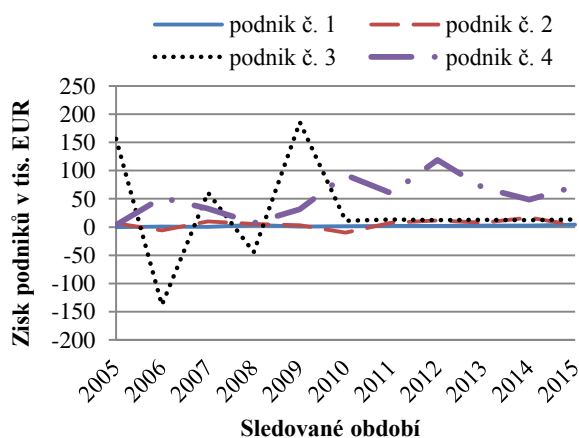 podnik č. 1 podnik č. 2
podnik č. 3 podnik č. 4
Zisk podniků v tis. EUR
250
200
150
100
50
0
-50
-100
-150
-200
2005 2006 2007 2008 2009 2010 2011 2012 2013 2014 2015
Sledované období